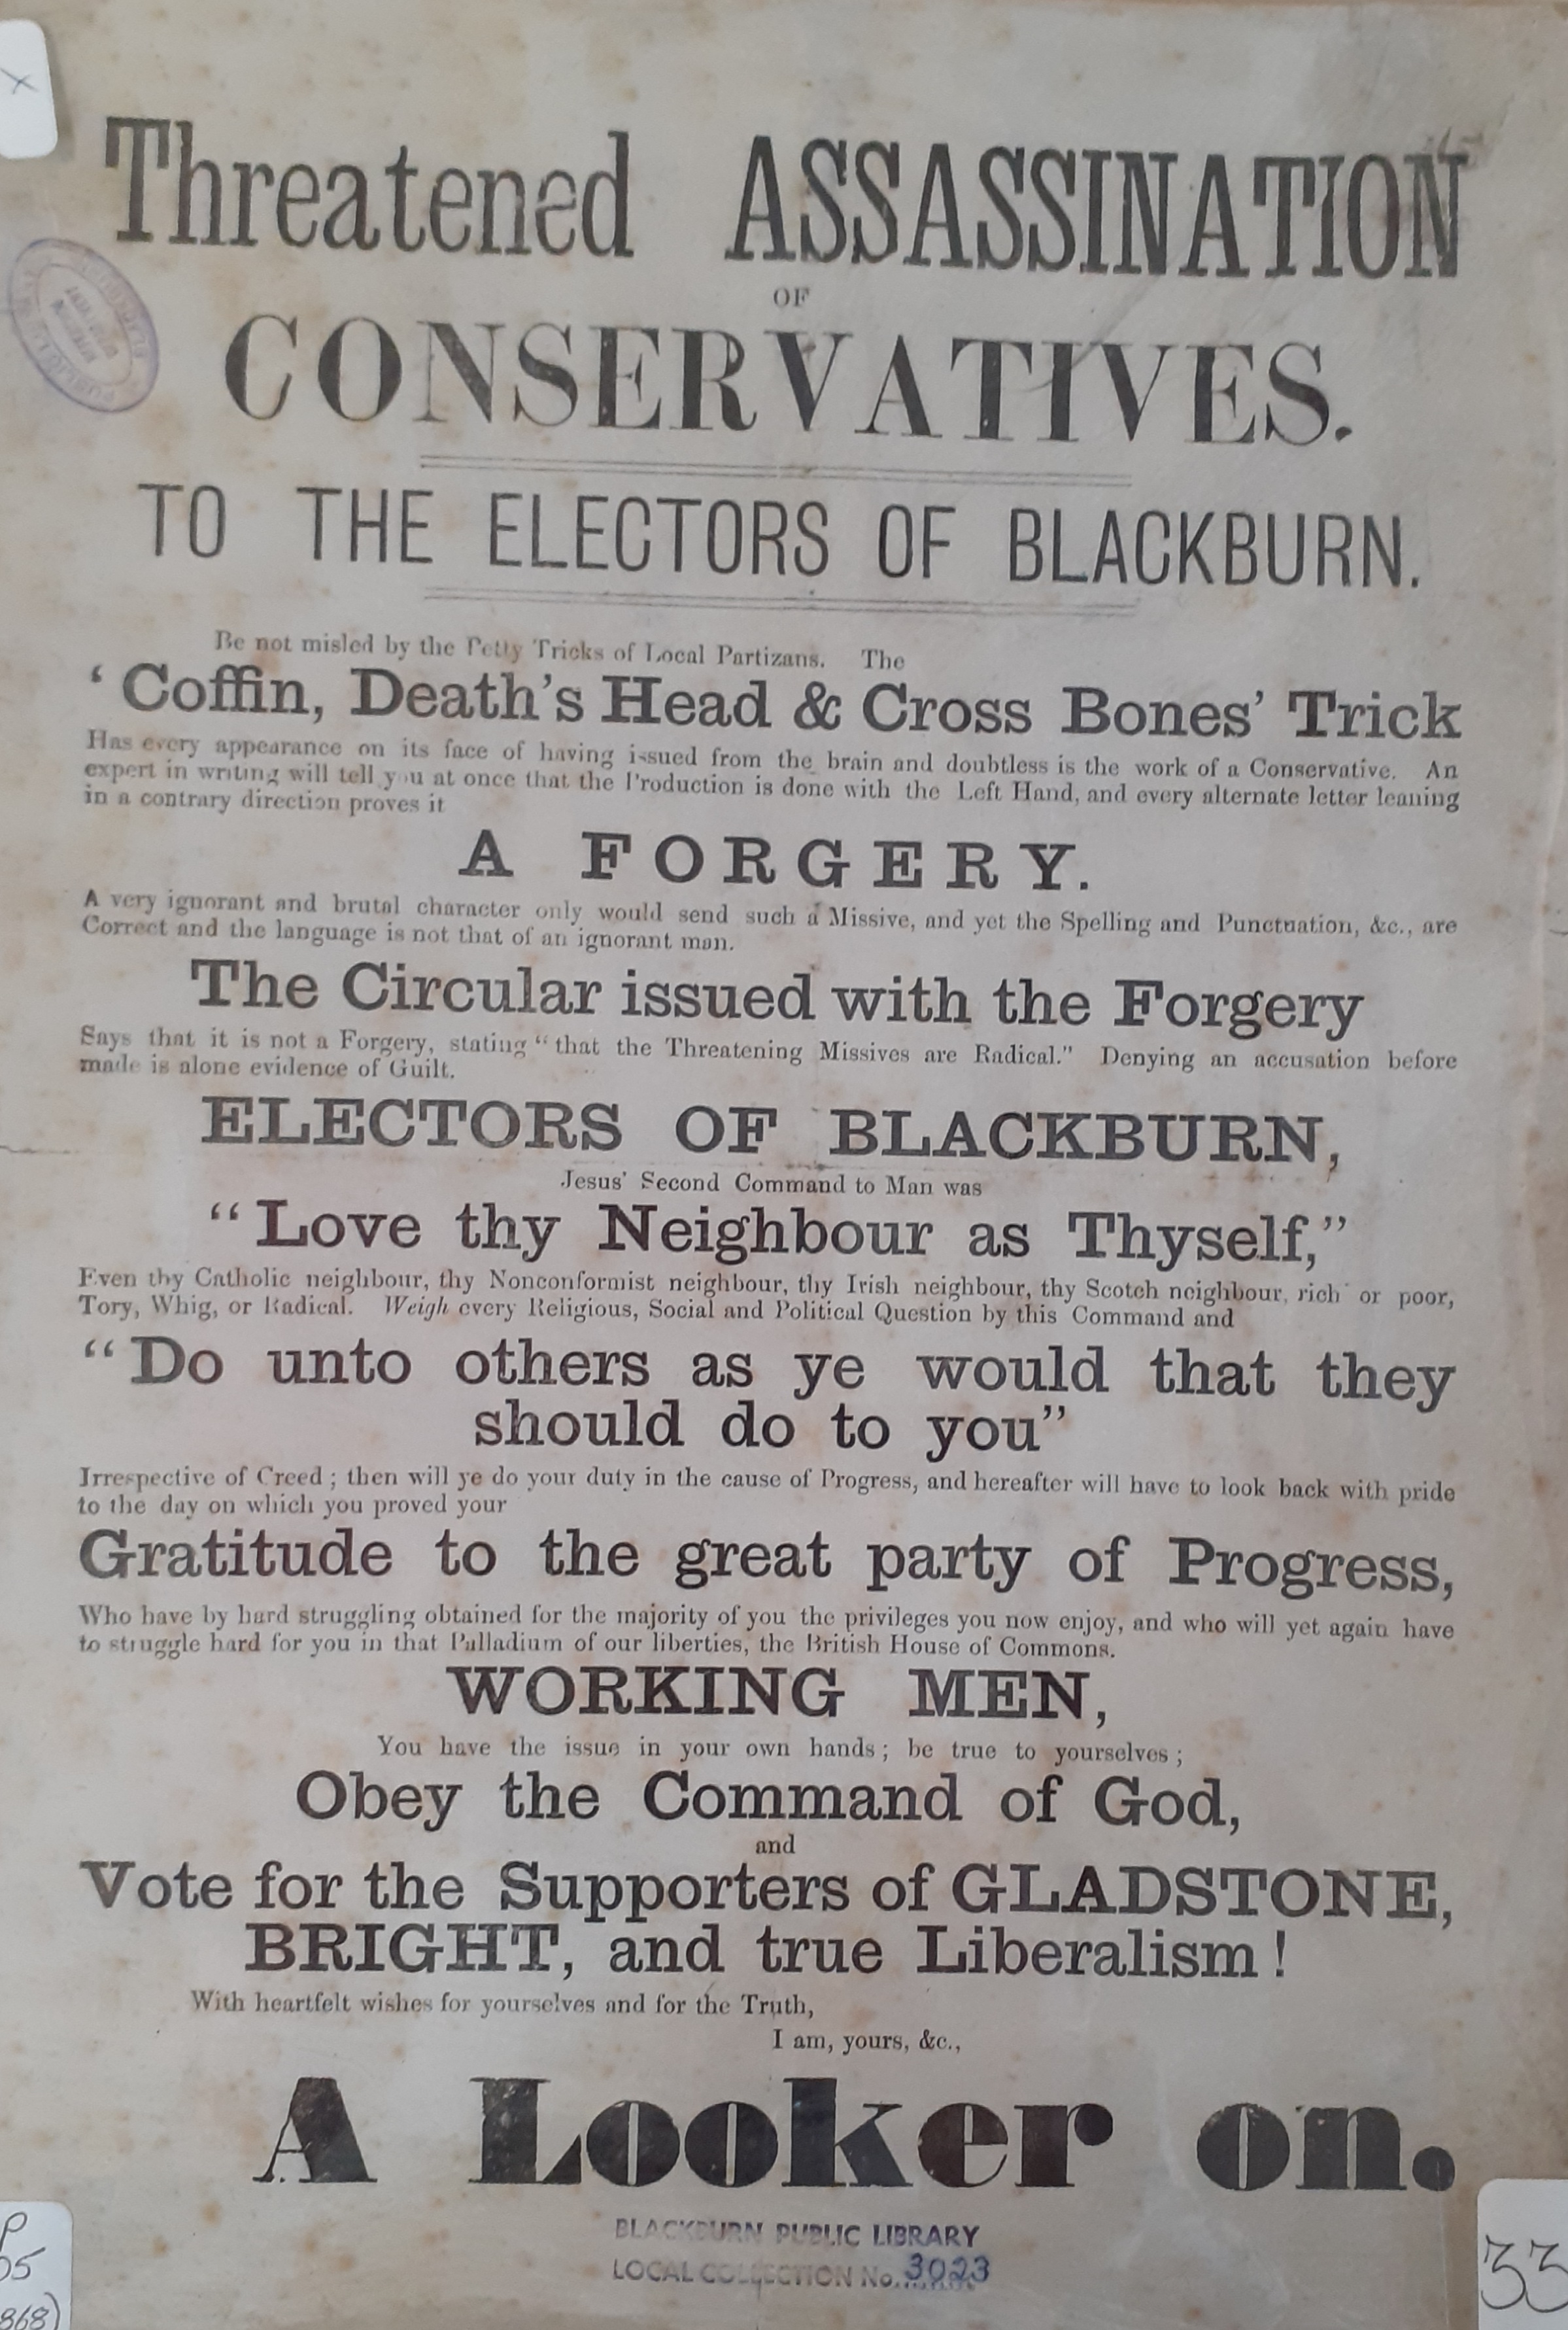 X
Threatened ASSASSINATION
OF
CONSERVATIVES.
TO THE ELECTORS OF BLACKBURN.
Be not misled by the Petty Tricks of Local Partizans. The
‘Coffin, Death’s Head & Cross Bones’ Trick
Has every appearance on its face of having issued from the brain and doubtless is the work of a Conservative. An
expert in writing will tell you at once that the Production is done with the Left Hand, and every alternate letter leaning
in a contrary direction proves it
A FORGERY.
A very ignorant and brutal character only would send such a Missive, and yet the Spelling and Punctuation, &c., are
Correct and the language is not that of an ignorant man.
The Circular issued with the Forgery
Says that it is not a Forgery, stating “that the Threatening Missives are Radical.” Denying an accusation before
made is alone evidence of Guilt.
ELECTORS OF BLACKBURN,
Jesus’ Second Command to Man was
“Love thy Neighbour as Thyself,”
Even thy Catholic neighbour, thy Nonconformist neighbour, thy Irish neighbour, thy Scotch neighbour, rich or poor,
Tory, Whig, or Radical. Weigh every Religious, Social and Political Question by this Command and
“Do unto others as ye would that they
should do to you”
Irrespective of Creed; then will ye do your duty in the cause of Progress, and hereafter will have to look back with pride
to the day on which you proved your
Gratitude to the great party of Progress,
Who have by hard struggling obtained for the majority of you the privileges you now enjoy, and who will yet again have
to struggle hard for you in that Palladium of our liberties, the British House of Commons.
WORKING MEN,
You have the issue in your own hands; be true to yourselves;
Obey the Command of God,
and
Vote for the Supporters of GLADSTONE,
BRIGHT, and true Liberalism!
With heartfelt wishes for yourselves and for the Truth,
I am, yours, &c.,
A Looker on.
BLACKBURN PUBLIC LIBRARY
LOCAL COLLECTION No. 3023
P
05
868)
33